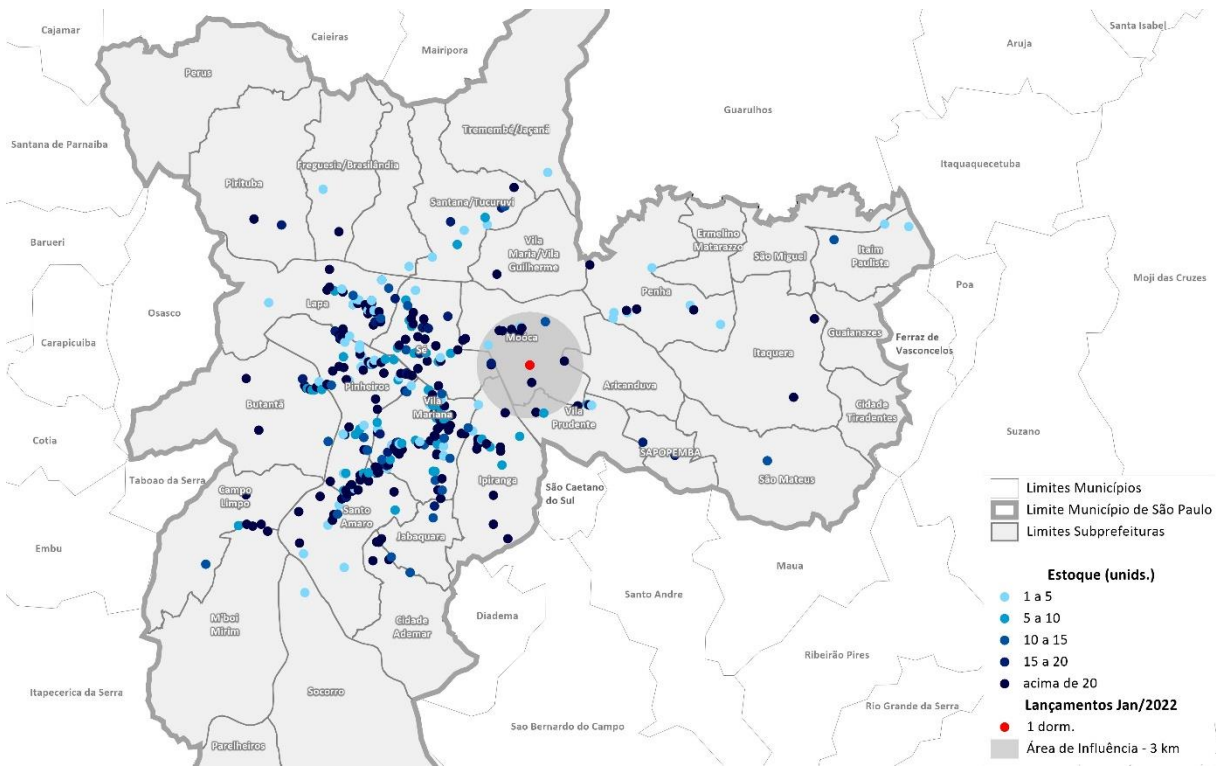 Cajamar
Caieiras
Mairipora
Santa Isabel
Aruja
Perus
Guarulhos
Tremembé/Jaçanã
Santana de Parnaiba
Freguesia/Brasilândia
Itaquaquecetuba
Pirituba
Santana/Tucuruvi
Ermelino
Matarazzo
Barueri
Vila
Maria/Vila
Guilherme
São Miguel
Itaim
Paulista
Moji das Cruzes
Poa
Penha
Lapa
Osasco
Guaianazes
Ferraz de
Vasconcelos
Carapicuiba
Mooca
Sé
Itaquera
Pinheiros
Aricanduva
Butantã
Vila
Mariana
Cidade
Tiradentes
Vila
Prudente
Suzano
Cotia
SAPOPEMBA
Taboao da Serra
Ipiranga
São Mateus
São Caetano
do Sul
Campo
Limpo
Santo
Amaro
Jabaquara
Embu
Maua
Santo Andre
M'boi
Mirim
Cidade
Ademar
Diadema
Ribeirão Pires
Itapecerica da Serra
Socorro
Rio Grande da Serra
Sao Bernardo do Campo
Parelheiros
Limites Municípios
Limite Município de São Paulo
Limites Subprefeituras
Estoque (unids.)
1 a 5
5 a 10
10 a 15
15 a 20
acima de 20
Lançamentos Jan/2022
1 dorm.
Área de Influência - 3 km